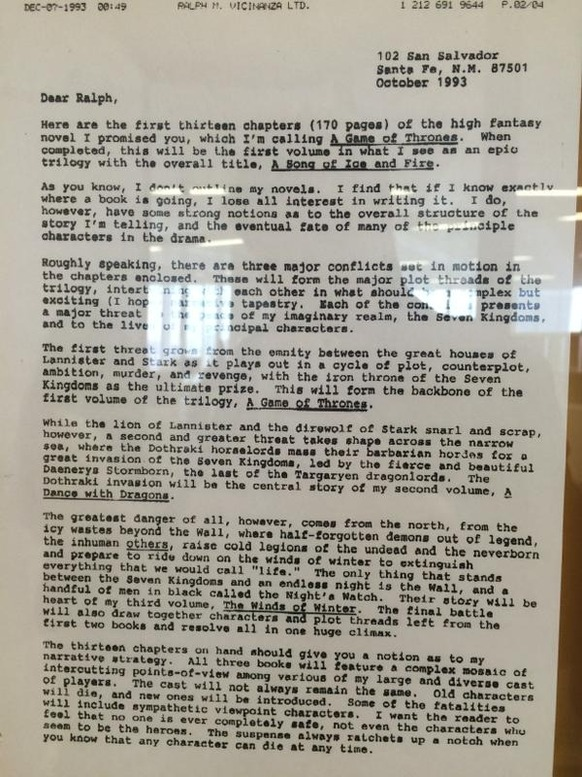 DEC-07-1993 00:49 RALPH M. VICINANZA LTD. 1 212 691 9644 P.02/04
102 San Salvador
Santa Fe, N.M. 87501
October 1993
Dear Ralph,
Here are the first thirteen chapters (170 pages) of the high fantasy
novel I promised you, which I'm calling A Game of Thrones. When
completed, this will be the first volume in what I see as an epic
trilogy with the overall title, A Song of Ice and Fire.
As you know, I don't outline my novels. I find that if I know exactly
where a book is going, I lose all interest in writing it. I do,
however, have some strong notions as to the overall structure of the
story I'm telling, and the eventual fate of many of the principle
characters in the drama.
Roughly speaking, there are three major conflicts set in motion in
the chapters enclosed. These will form the major plot threads of the
trilogy, each other in what should but
exciting (I tapestry. Each of the presents
a major threat of my imaginary realm, the Seven Kingdoms,
and to the characters.
The first threat grows from the emnity between the great houses of
Lannister and Stark as it plays out in a cycle of plot, counterplot,
ambition, murder, and revenge, with the iron throne of the Seven
Kingdoms as the ultimate prize. This will form the backbone of the
first volume of the trilogy, A Game of Thrones.
While the lion of Lannister and the direwolf of Stark snarl and scrap,
however, a second and greater threat takes shape across the narrow
sea, where the Dothraki horselords mass their barbarian hordes for a
great invasion of the Seven Kingdoms, led by the fierce and beautiful
Daenerys Stormborn, the last of the Targaryen dragonlords. The
Dothraki invasion will be the central story of my second volume, A
Dance with Dragons.
The greatest danger of all, however, comes from the north, from the
icy wastes beyond the Wall, where half-forgotten demons out of legend,
the inhuman others, raise cold legions of the undead and the neverborn
and prepare to ride down on the winds of winter to extinguish
everything that we would call "life." The only thing that stands
between the Seven Kingdoms and an endless night is the Wall, and a
handful of men in black called the Night's Watch. Their story will be
heart of my third volume, The Winds of Winter. The final battle
will also draw together characters and plot threads left from the
first two books and resolve all in one huge climax.
The thirteen chapters on hand should give you a notion as to my
narrative strategy. All three books will feature a complex mosaic of
intercutting points-of-view among various of my large and diverse cast
of players. The cast will not always remain the same. Old characters
will die, and new ones will be introduced. Some of the fatalities
will include sympathetic viewpoint characters. I want the reader to
feel that no one is ever completely safe, not even the characters who
seem to be the heroes. The suspense always ratchets up a notch when
you know that any character can die at any time.